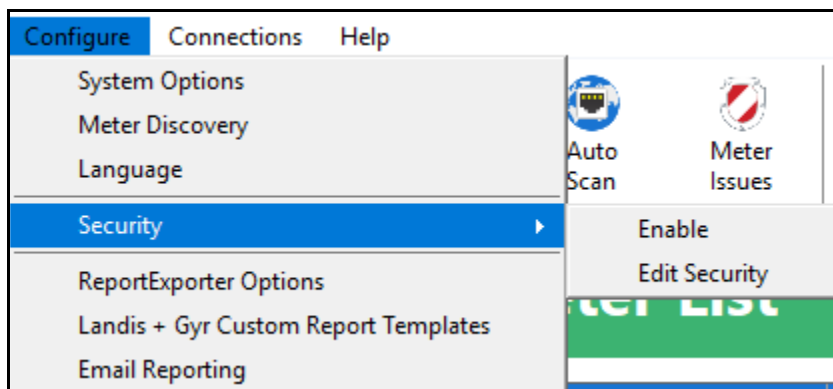 Configure Connections Help
System Options
Meter Discovery
Language
Auto
Scan
Meter
Issues
Security
Enable
Edit Security
ReportExporter Options
Landis + Gyr Custom Report Templates
Email Reporting
List